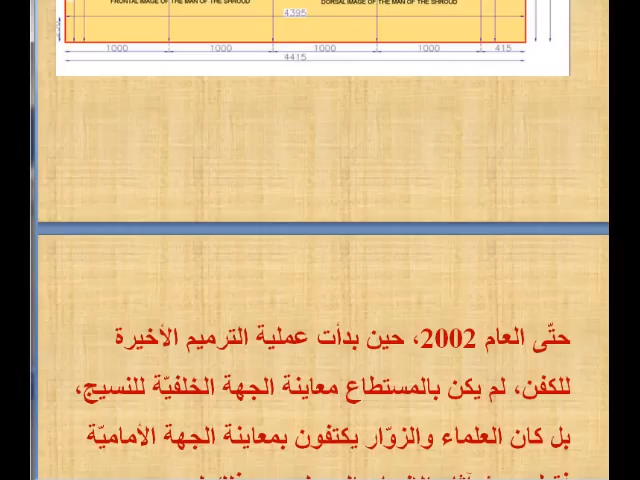 FRONTAL IMAGE OF THE MAN OF THE SHROUD DORSAL IMAGE OF THE MAN OF THE SHROUD
4395
1000 1000 1000 1000 415
4415
حتّى العام 2002، حين بدأت عملية الترميم الأخيرة
للكفن، لم يكن بالمستطاع معاينة الجهة الخلفيّة للنسيج،
بل كان العلماء والزوّار يكتفون بمعاينة الجهة الأماميّة